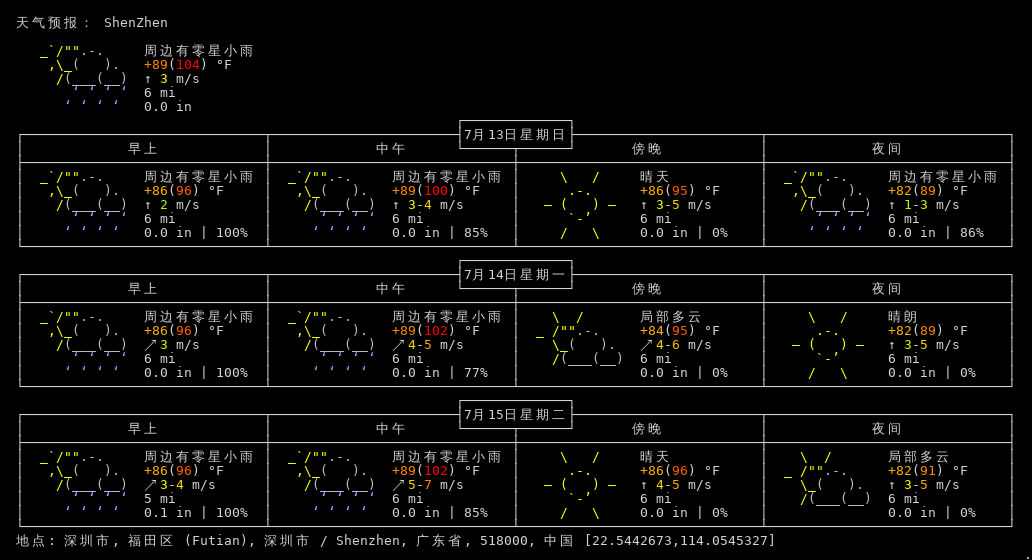 天气预报： ShenZhen
周边有零星小雨
+89(104) °F
↑ 3 m/s
6 mi
0.0 in
7月13日星期日
早上 中午 傍晚 夜间
周边有零星小雨 周边有零星小雨 晴天 周边有零星小雨
+86(96) °F +89(100) °F +86(95) °F +82(89) °F
↑ 2 m/s ↑ 3-4 m/s ↑ 3-5 m/s ↑ 1-3 m/s
6 mi 6 mi 6 mi 6 mi
0.0 in | 100% 0.0 in | 85% 0.0 in | 0% 0.0 in | 86%
7月14日星期一
早上 中午 傍晚 夜间
周边有零星小雨 周边有零星小雨 局部多云 晴朗
+86(96) °F +89(102) °F +84(95) °F +82(89) °F
↗ 3 m/s ↗ 4-5 m/s ↗ 4-6 m/s ↑ 3-5 m/s
6 mi 6 mi 6 mi 6 mi
0.0 in | 100% 0.0 in | 77% 0.0 in | 0% 0.0 in | 0%
7月15日星期二
早上 中午 傍晚 夜间
周边有零星小雨 周边有零星小雨 晴天 局部多云
+86(96) °F +89(102) °F +86(96) °F +82(91) °F
↗ 3-4 m/s ↗ 5-7 m/s ↑ 4-5 m/s ↑ 3-5 m/s
5 mi 6 mi 6 mi 6 mi
0.1 in | 100% 0.0 in | 85% 0.0 in | 0% 0.0 in | 0%
地点: 深圳市, 福田区 (Futian), 深圳市 / Shenzhen, 广东省, 518000, 中国 [22.5442673,114.0545327]